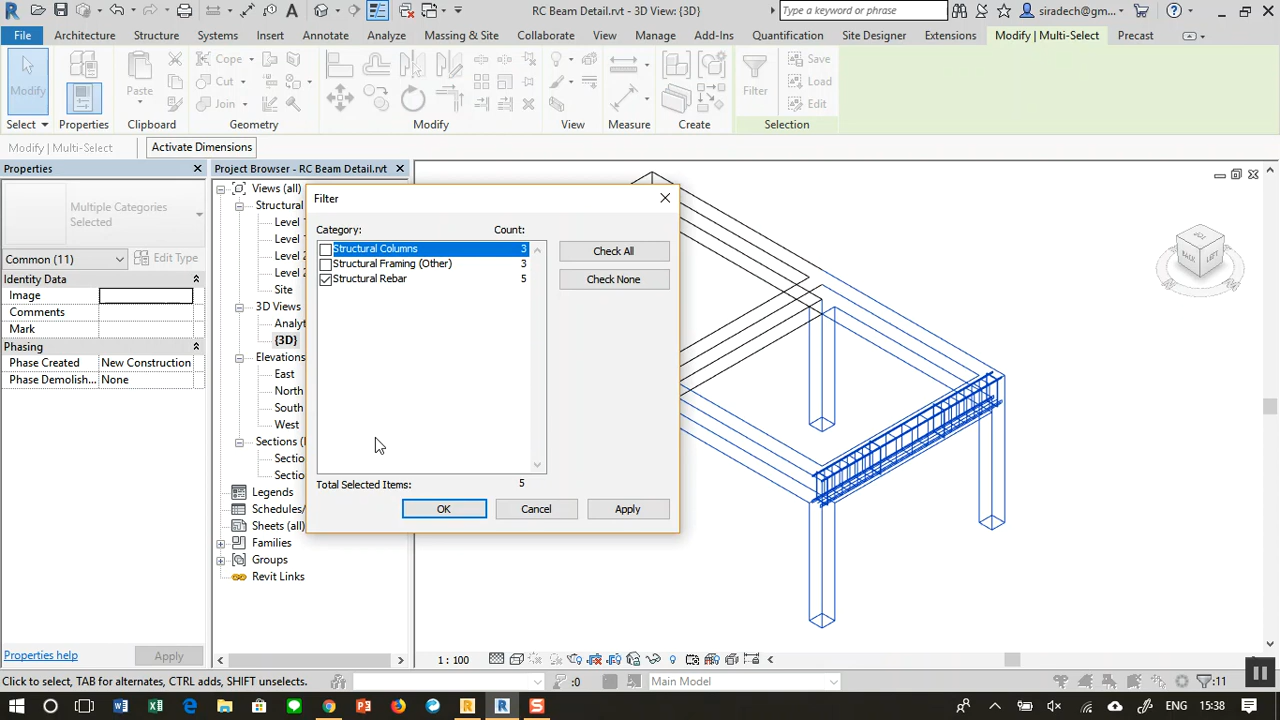 RC Beam Detail.rvt - 3D View: {3D}
Type a keyword or phrase
siradech@gm...
File
Architecture
Structure
Systems
Insert
Annotate
Analyze
Massing & Site
Collaborate
View
Manage
Add-Ins
Quantification
Site Designer
Extensions
Modify | Multi-Select
Precast
Modify
Paste
Cope
Cut
Join
Filter
Save
Load
Edit
Select
Properties
Clipboard
Geometry
Modify
View
Measure
Create
Selection
Modify | Multi-Select
Activate Dimensions
Properties
Multiple Categories
Selected
Common (11)
Edit Type
Identity Data
Image
Comments
Mark
Phasing
Phase Created
New Construction
Phase Demolish...
None
Properties help
Apply
Project Browser - RC Beam Detail.rvt
Views (all)
Structural
Level
Level
Level
Level
Site
3D Views
Analyt
{3D}
Elevations
East
North
South
West
Sections (
Sectio
Sectio
Legends
Schedules/
Sheets (all)
Families
Groups
Revit Links
Filter
Category:
Count:
Structural Columns
3
Structural Framing (Other)
3
Structural Rebar
5
Check All
Check None
Total Selected Items:
5
OK
Cancel
Apply
BACK
LEFT
1 : 100
Click to select, TAB for alternates, CTRL adds, SHIFT unselects.
:0
Main Model
:11
ENG
15:38